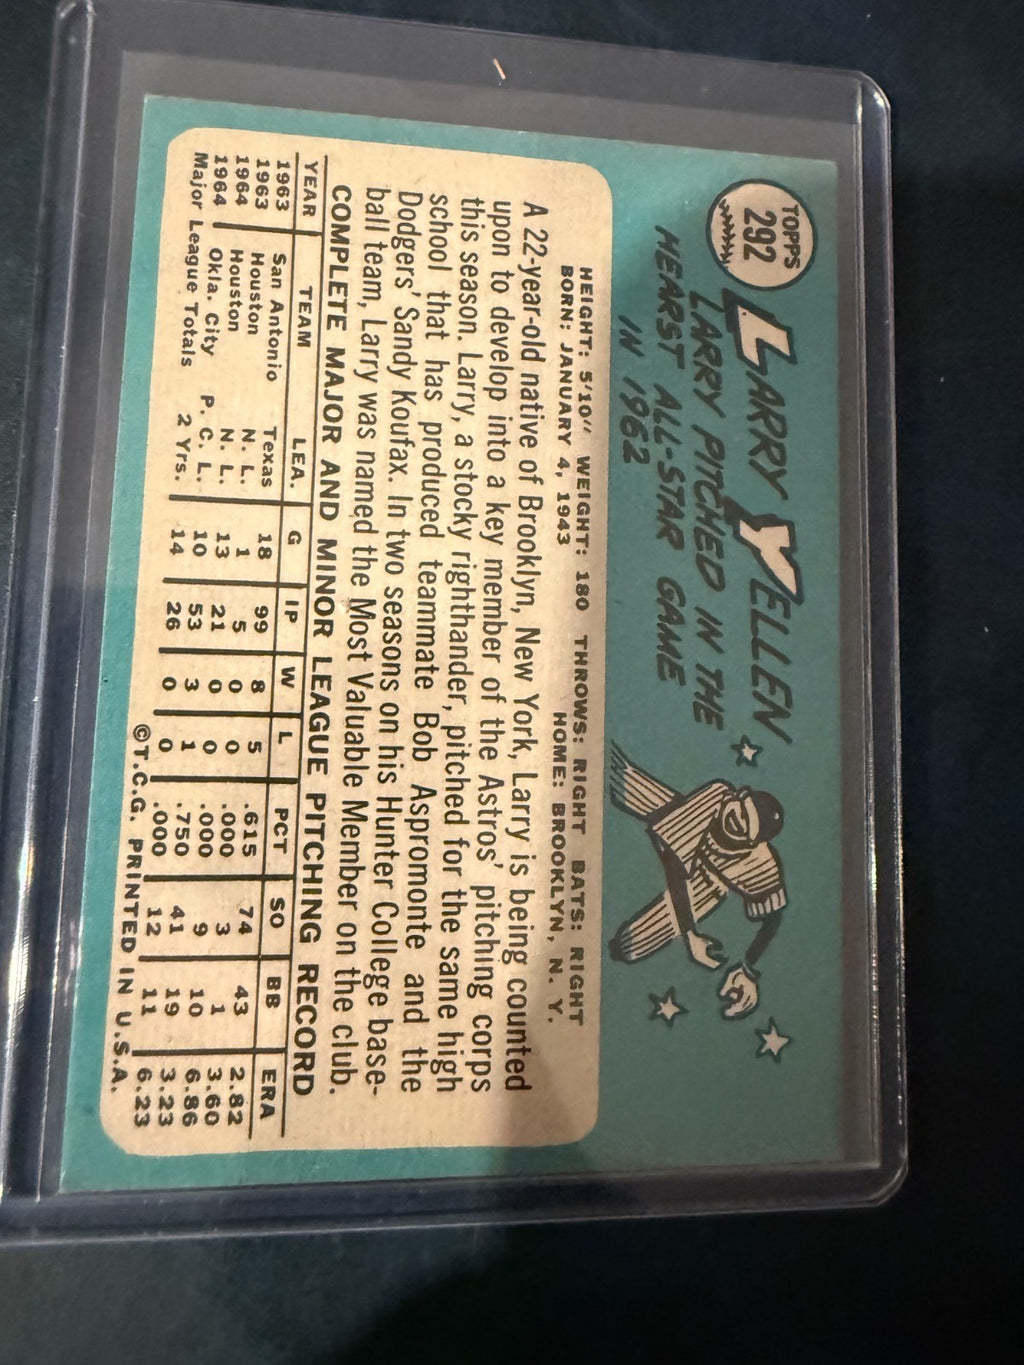 TOPPS
292
LARRY YELLEN
LARRY PITCHED IN THE
HEARST ALL-STAR GAME
IN 1962
HEIGHT: 5'10" WEIGHT: 180 THROWS: RIGHT BATS: RIGHT
BORN: JANUARY 4, 1943 HOME: BROOKLYN, N. Y.
A 22-year-old native of Brooklyn, New York, Larry is being counted
upon to develop into a key member of the Astros' pitching corps
this season. Larry, a stocky righthander, pitched for the same high
school that has produced teammate Bob Aspromonte and the
Dodgers' Sandy Koufax. In two seasons on his Hunter College base-
ball team, Larry was named the Most Valuable Member on the club.
COMPLETE MAJOR AND MINOR LEAGUE PITCHING RECORD
YEAR TEAM LEA. G IP W L PCT SO BB ERA
1963 San Antonio Texas 18 99 8 5 .615 74 43 2.82
1963 Houston N. L. 1 5 0 0 .000 3 1 3.60
1964 Houston N. L. 13 21 0 0 .000 9 10 6.86
1964 Okla. City P. C. L. 10 53 3 1 .750 41 19 3.23
Major League Totals 2 Yrs. 14 26 0 0 .000 12 11 6.23
©T.C.G. PRINTED IN U.S.A.